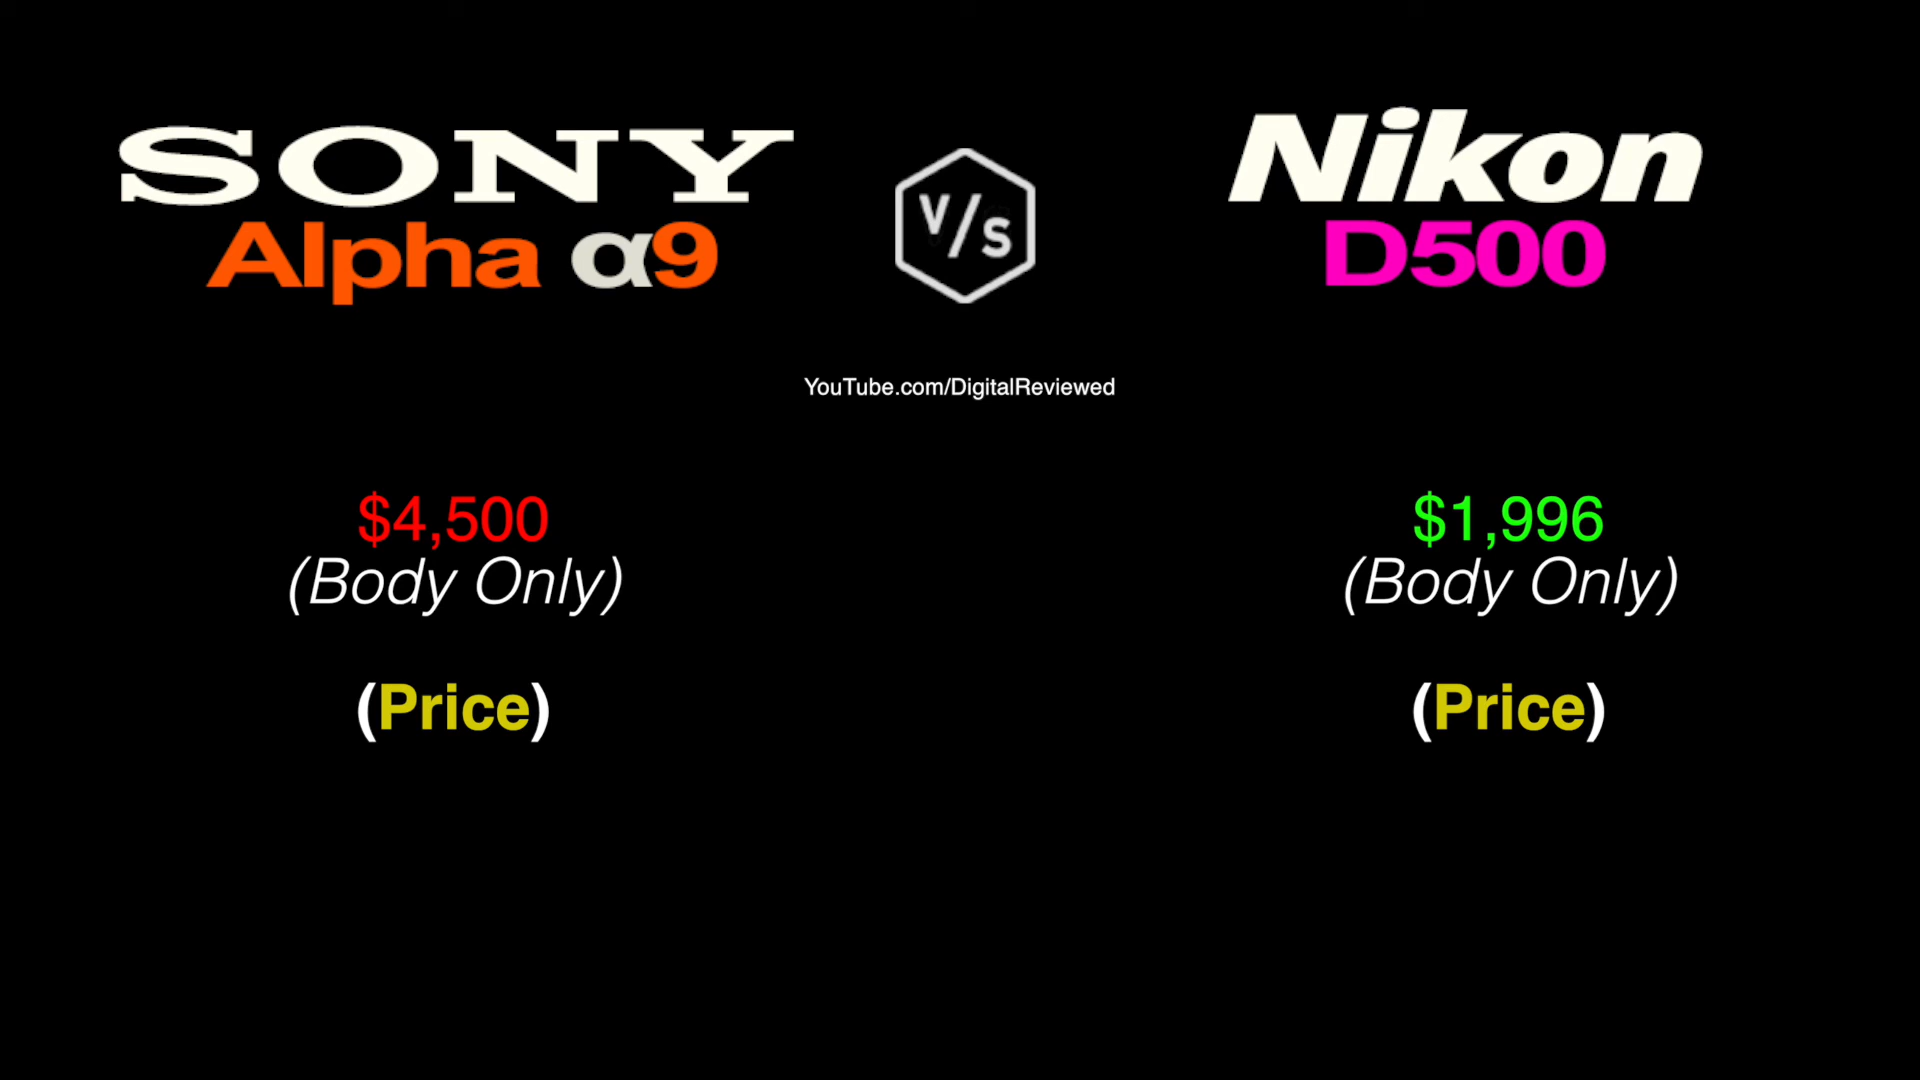 SONY
Alpha α9
V/S
Nikon
D500
YouTube.com/DigitalReviewed
$4,500
(Body Only)
(Price)
$1,996
(Body Only)
(Price)